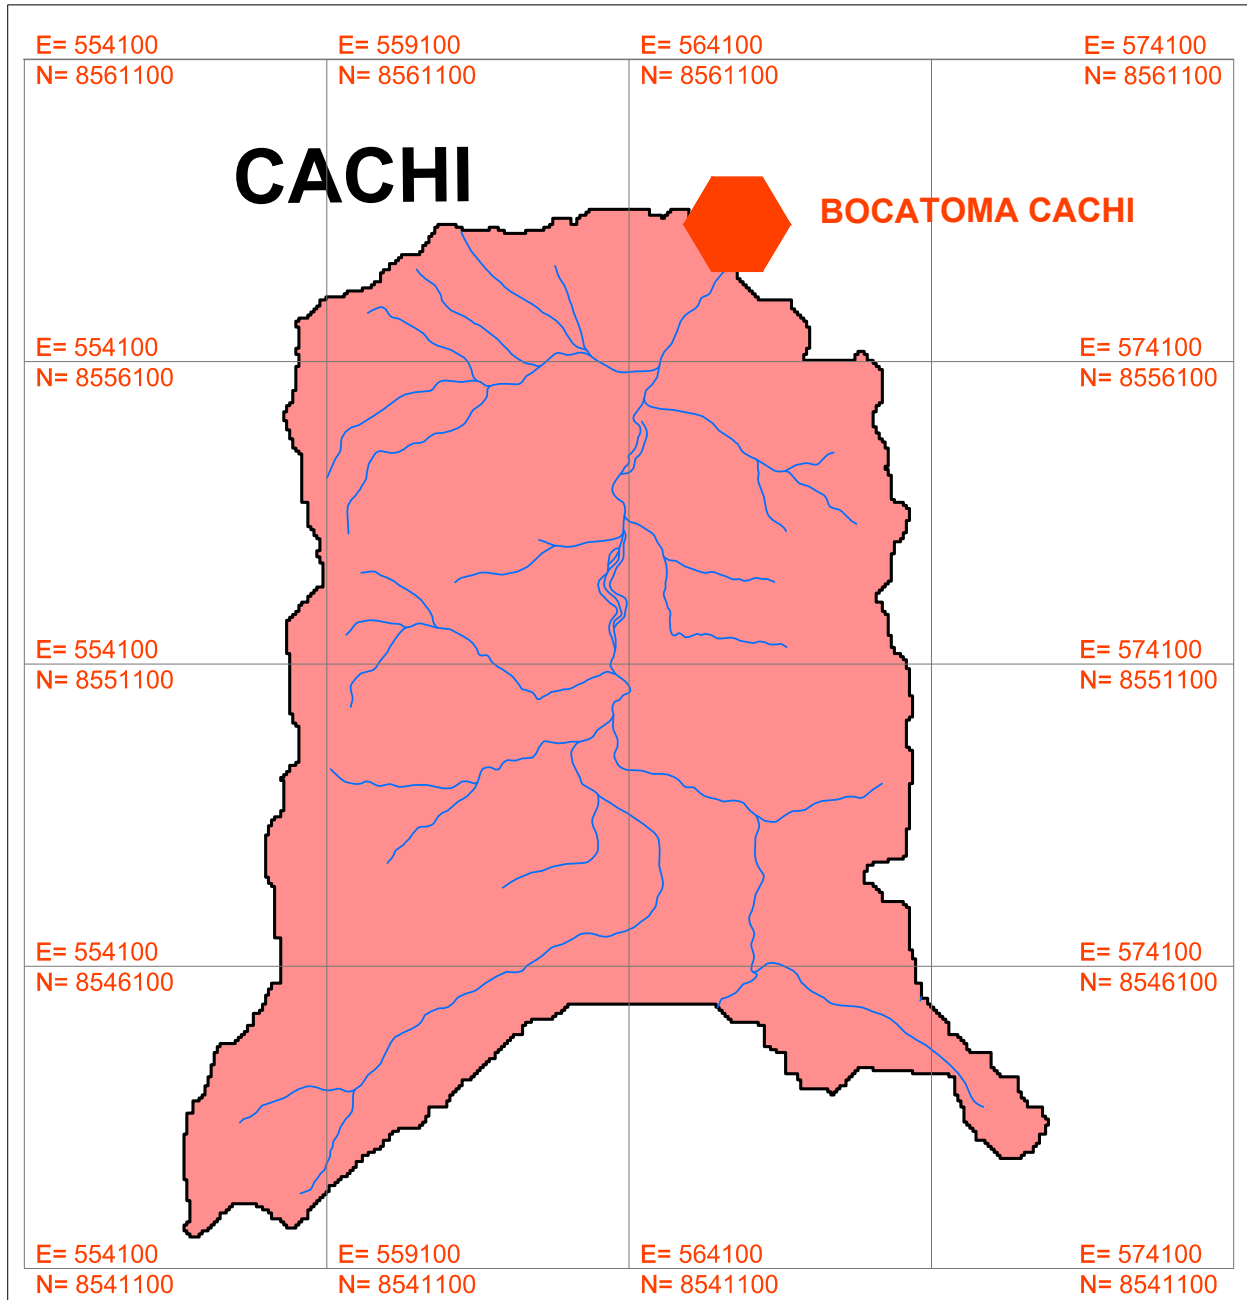 E= 554100
N= 8561100
E= 559100
N= 8561100
E= 564100
N= 8561100
E= 574100
N= 8561100
CACHI
BOCATOMA CACHI
E= 554100
N= 8556100
E= 574100
N= 8556100
E= 554100
N= 8551100
E= 574100
N= 8551100
E= 554100
N= 8546100
E= 574100
N= 8546100
E= 554100
N= 8541100
E= 559100
N= 8541100
E= 564100
N= 8541100
E= 574100
N= 8541100